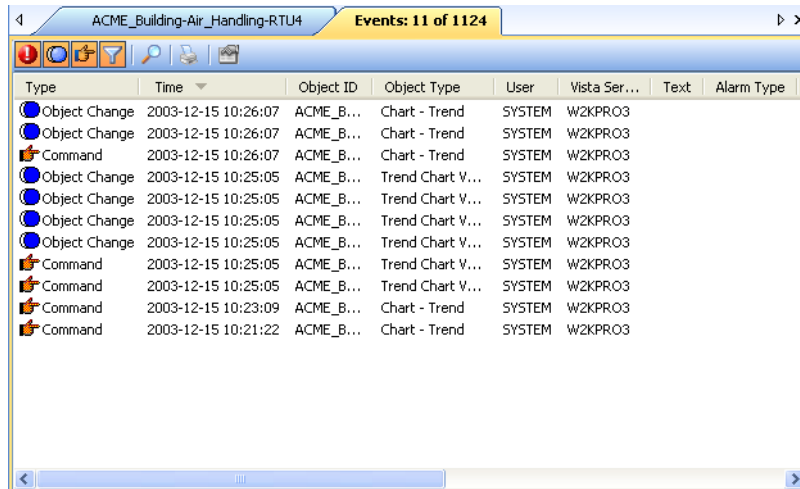 ACME_Building-Air_Handling-RTU4 Events: 11 of 1124
Type Time Object ID Object Type User Vista Ser... Text Alarm Type
Object Change 2003-12-15 10:26:07 ACME_B... Chart - Trend SYSTEM W2KPRO3
Object Change 2003-12-15 10:26:07 ACME_B... Chart - Trend SYSTEM W2KPRO3
Command 2003-12-15 10:26:07 ACME_B... Chart - Trend SYSTEM W2KPRO3
Object Change 2003-12-15 10:25:05 ACME_B... Trend Chart V... SYSTEM W2KPRO3
Object Change 2003-12-15 10:25:05 ACME_B... Trend Chart V... SYSTEM W2KPRO3
Object Change 2003-12-15 10:25:05 ACME_B... Trend Chart V... SYSTEM W2KPRO3
Object Change 2003-12-15 10:25:05 ACME_B... Trend Chart V... SYSTEM W2KPRO3
Command 2003-12-15 10:25:05 ACME_B... Trend Chart V... SYSTEM W2KPRO3
Command 2003-12-15 10:25:05 ACME_B... Trend Chart V... SYSTEM W2KPRO3
Command 2003-12-15 10:23:09 ACME_B... Chart - Trend SYSTEM W2KPRO3
Command 2003-12-15 10:21:22 ACME_B... Chart - Trend SYSTEM W2KPRO3